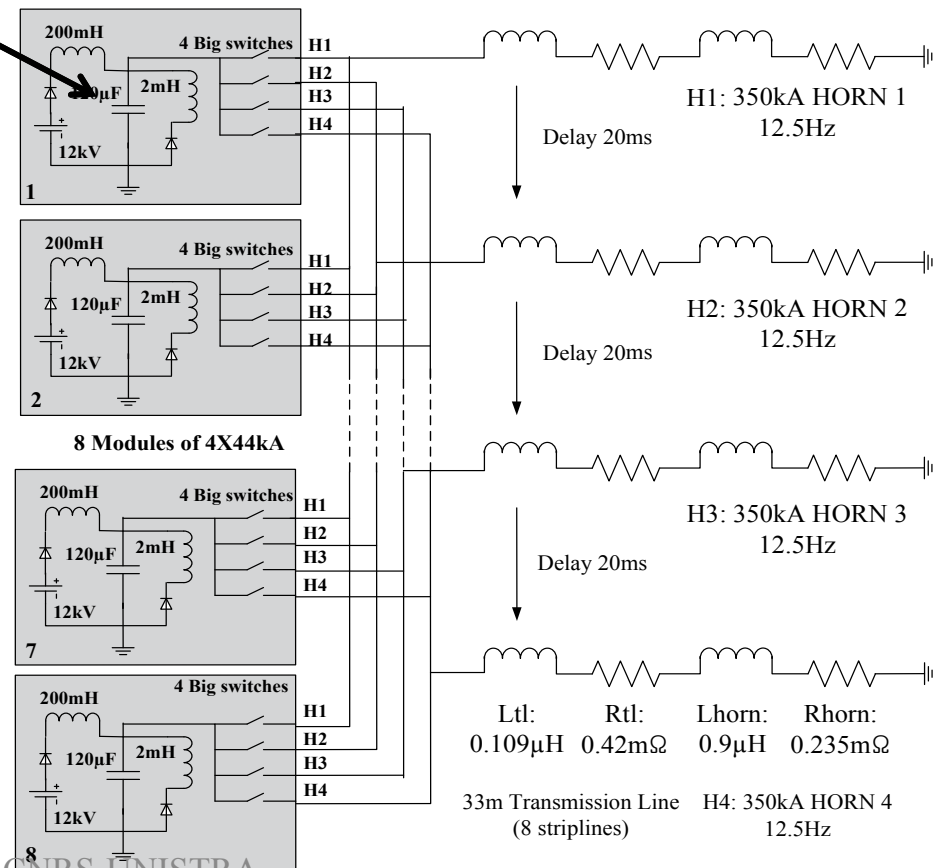 200mH
4 Big switches
H1
H2
H3
H4
2mH
12kV
1
H1: 350kA HORN 1
12.5Hz
Delay 20ms
200mH
4 Big switches
H1
H2
H3
H4
120µF
2mH
12kV
2
H2: 350kA HORN 2
12.5Hz
Delay 20ms
8 Modules of 4X44kA
200mH
4 Big switches
H1
H2
H3
H4
120µF
2mH
12kV
7
H3: 350kA HORN 3
12.5Hz
Delay 20ms
200mH
4 Big switches
H1
H2
H3
H4
120µF
2mH
12kV
8
Ltl: Rtl: Lhorn: Rhorn:
0.109µH 0.42mΩ 0.9µH 0.235mΩ
33m Transmission Line
(8 striplines)
H4: 350kA HORN 4
12.5Hz